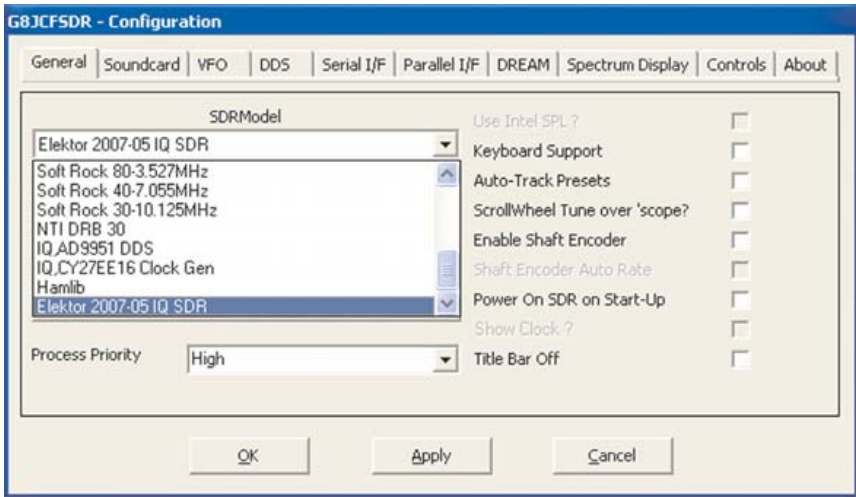 G8JCFSDR - Configuration
General Soundcard VFO DDS Serial I/F Parallel I/F DREAM Spectrum Display Controls About
SDRModel
Elektor 2007-05 IQ SDR
Soft Rock 80-3.527MHz
Soft Rock 40-7.055MHz
Soft Rock 30-10.125MHz
NTI DRB 30
IQ,AD9951 DDS
IQ,CY27EE16 Clock Gen
Hamlib
Elektor 2007-05 IQ SDR
Process Priority High
Use Intel SPL ?
Keyboard Support
Auto-Track Presets
ScrollWheel Tune over 'scope?
Enable Shaft Encoder
Shaft Encoder Auto Rate
Power On SDR on Start-Up
Show Clock ?
Title Bar Off
OK Apply Cancel